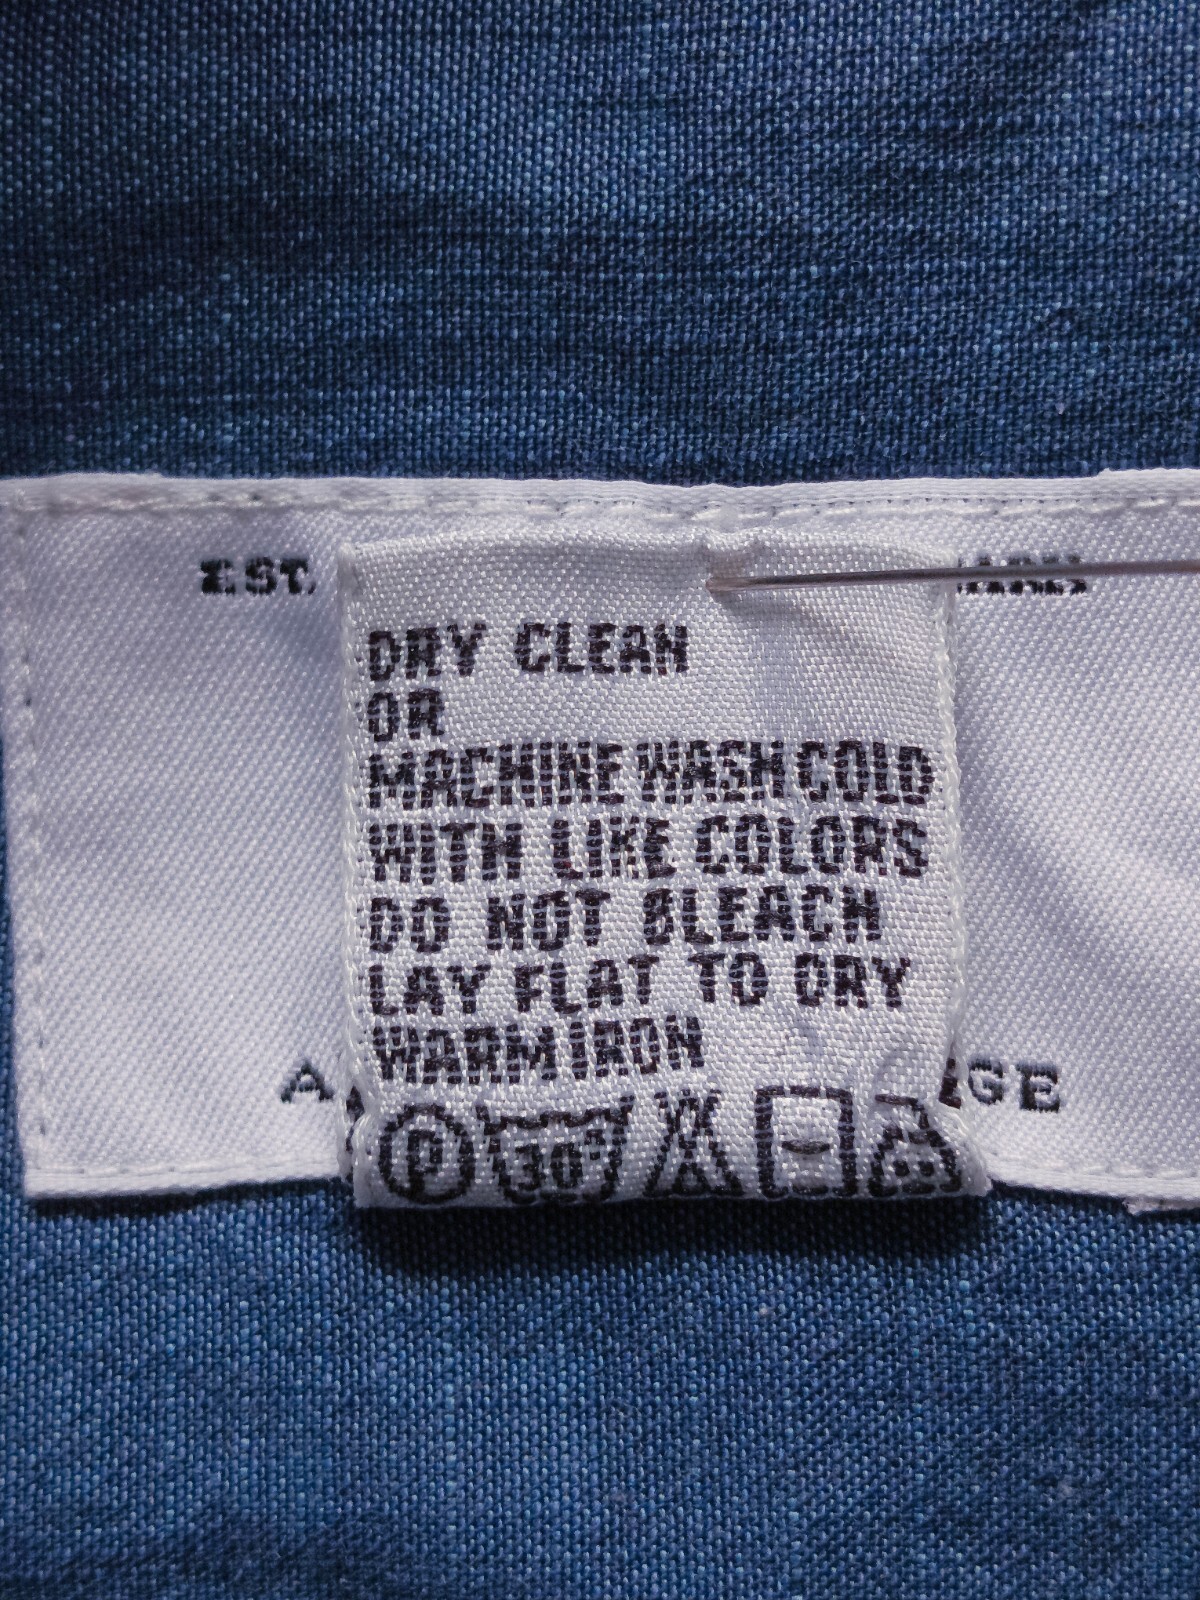 EST.
DRY CLEAN
OR
MACHINE WASH COLD
WITH LIKE COLORS
DO NOT BLEACH
LAY FLAT TO DRY
WARM IRON
P 30°